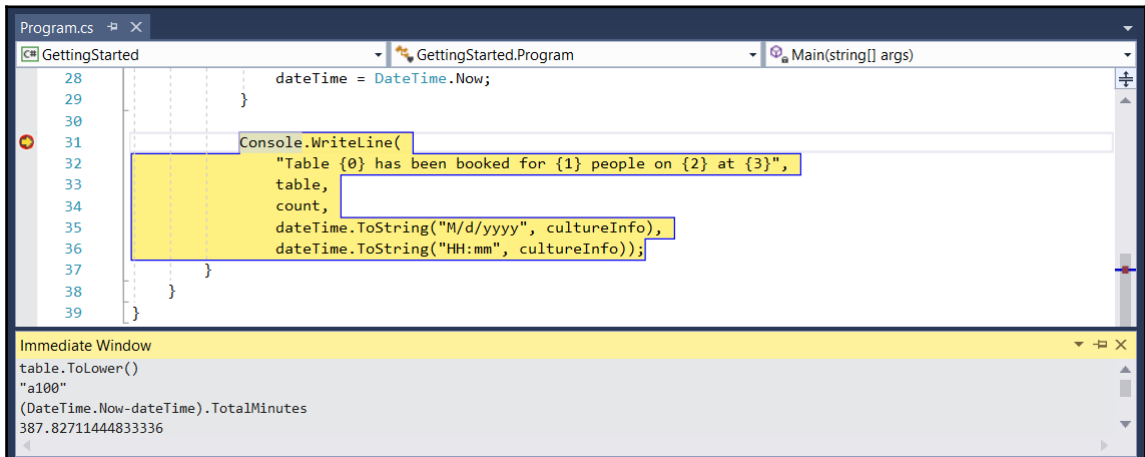 Program.cs
C# GettingStarted GettingStarted.Program Main(string[] args)
28 dateTime = DateTime.Now;
29 }
30
31 Console.WriteLine(
32 "Table {0} has been booked for {1} people on {2} at {3}",
33 table,
34 count,
35 dateTime.ToString("M/d/yyyy", cultureInfo),
36 dateTime.ToString("HH:mm", cultureInfo));
37 }
38 }
39 }
Immediate Window
table.ToLower()
"a100"
(DateTime.Now-dateTime).TotalMinutes
387.82711444833336